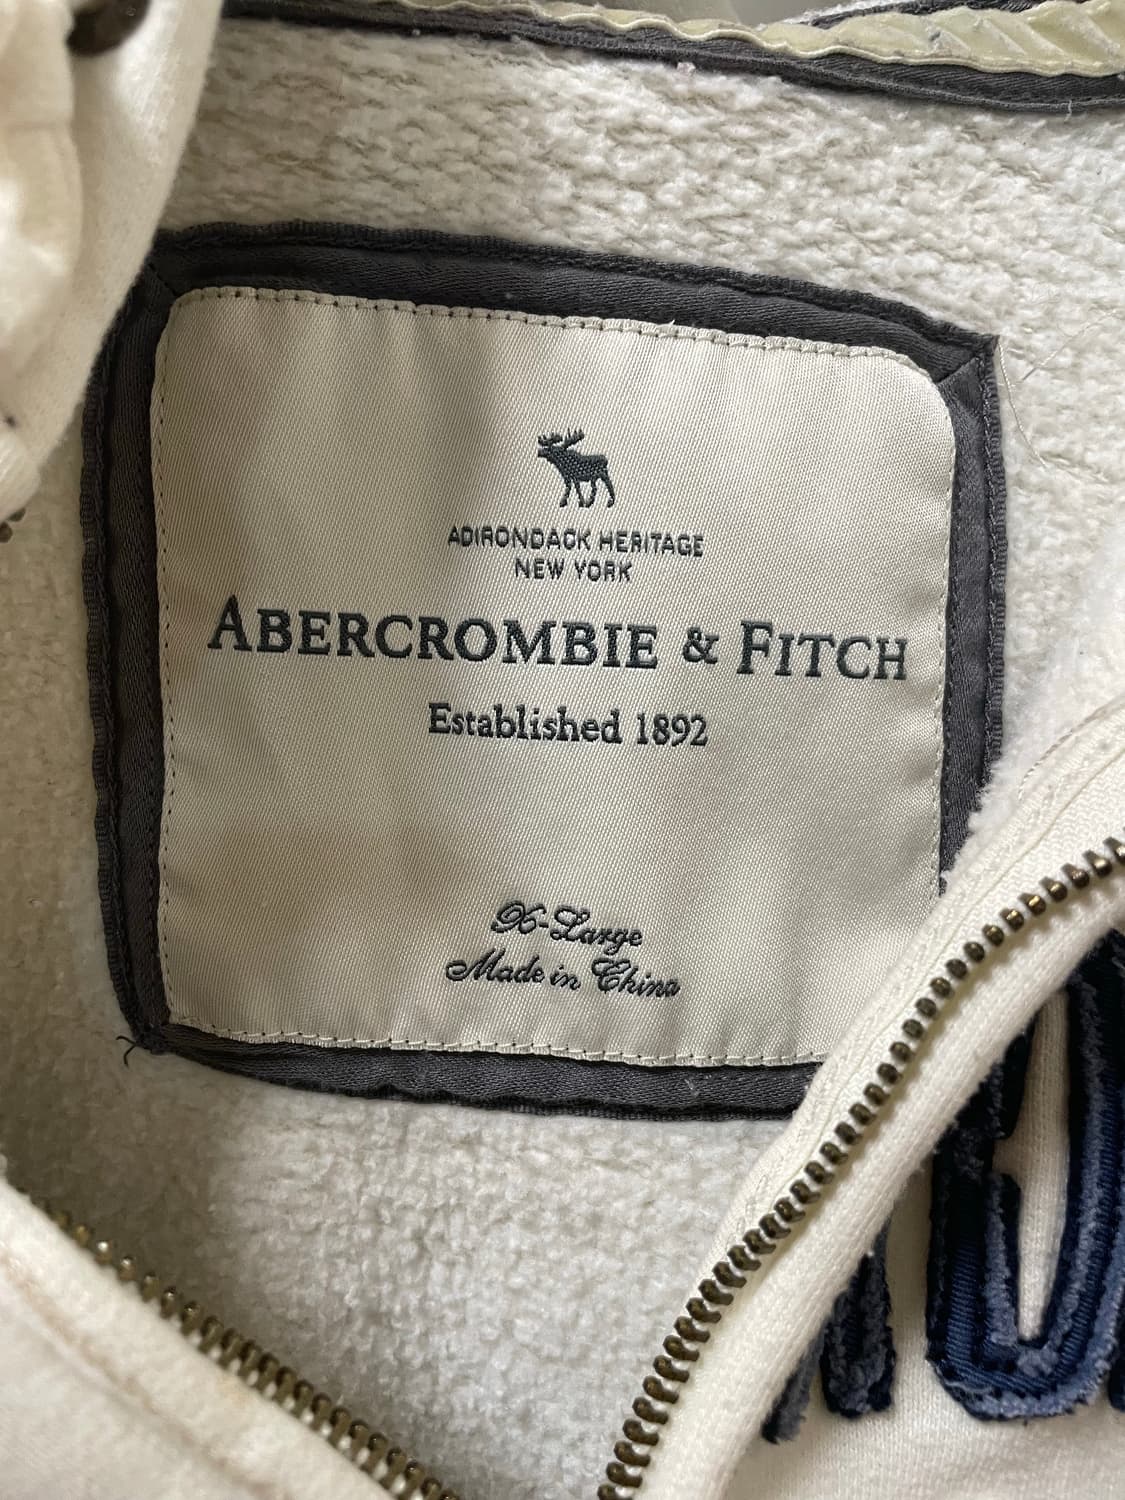 ADIRONDACK HERITAGE
NEW YORK
ABERCROMBIE & FITCH
Established 1892
X-Large
Made in China